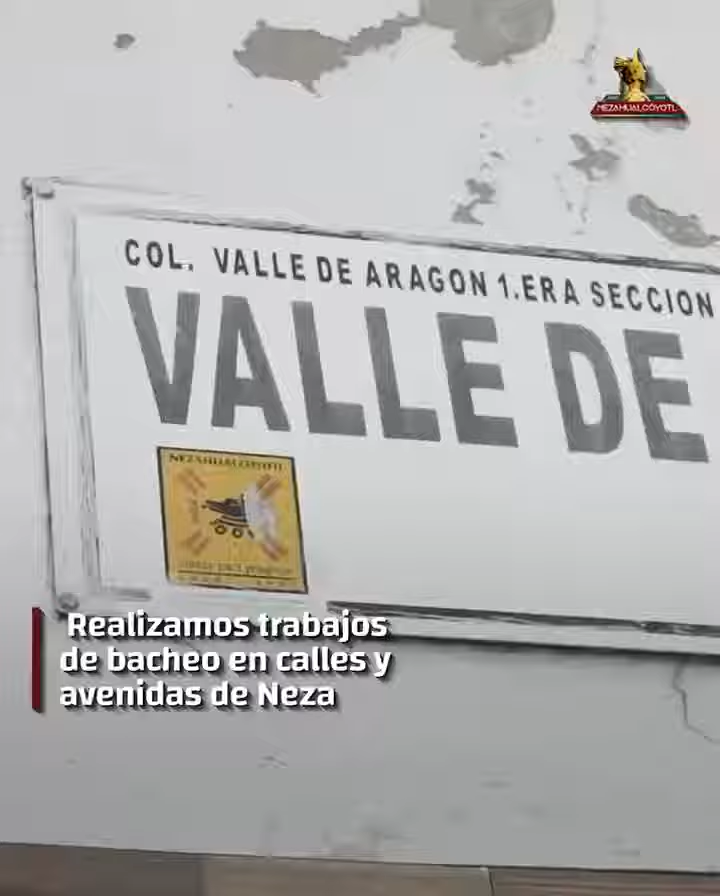 NEZAHUALCÓYOTL
COL. VALLE DE ARAGON 1.ERA SECCION
VALLE DE
NEZAHUALCOYOTL
Realizamos trabajos
de bacheo en calles y
avenidas de Neza